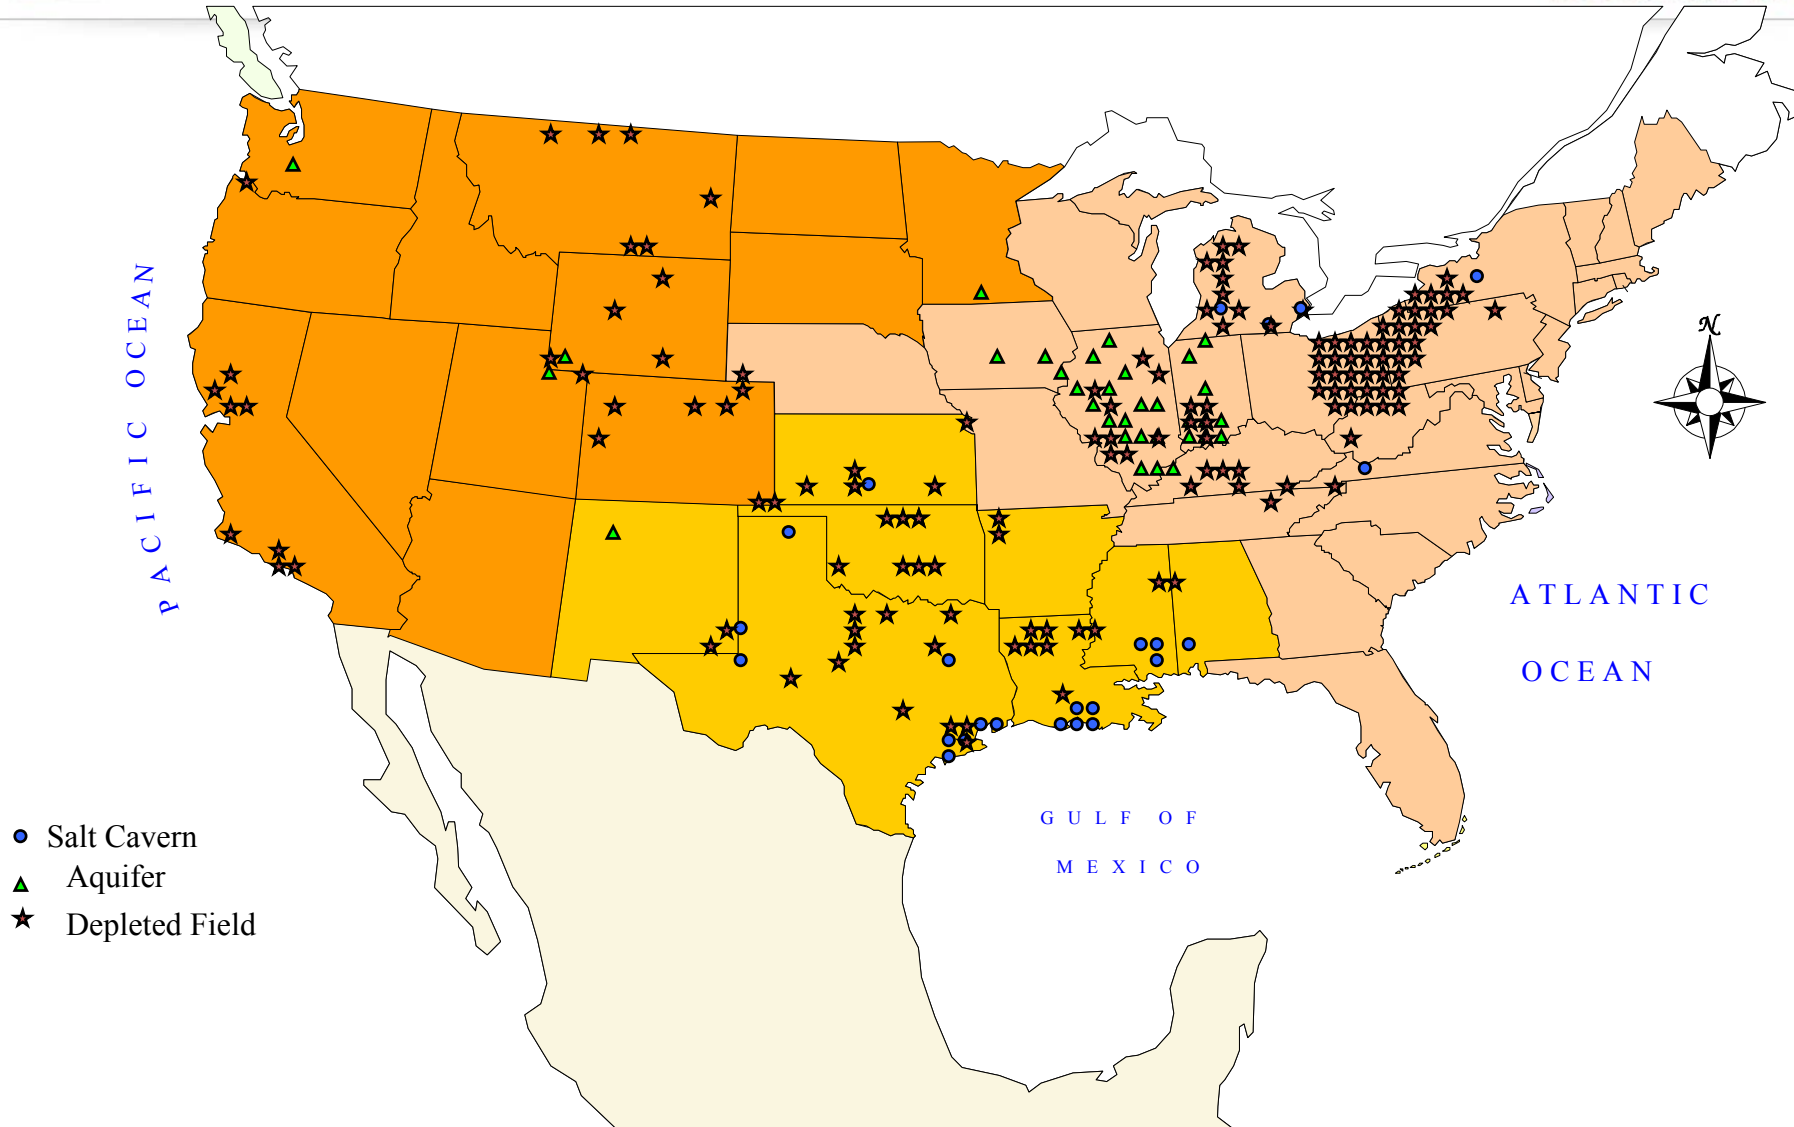 N
PACIFIC OCEAN
ATLANTIC
OCEAN
GULF OF
MEXICO
Salt Cavern
Aquifer
Depleted Field